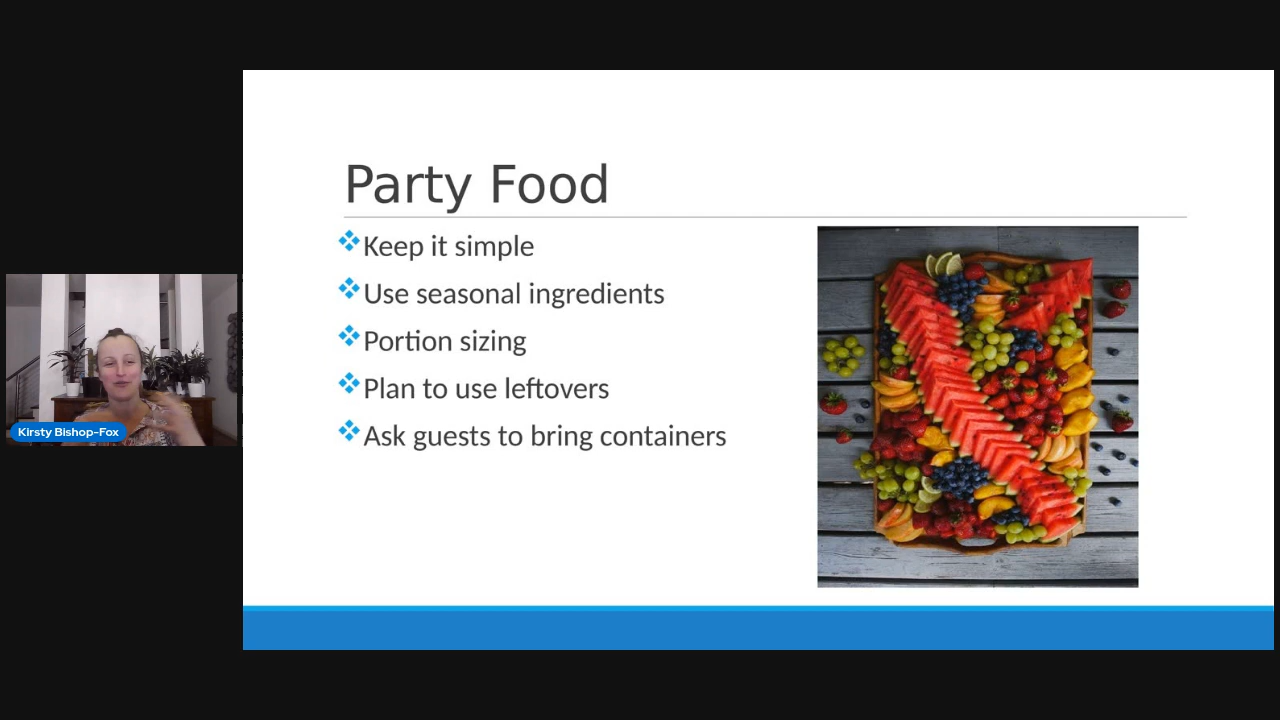 Party Food
Keep it simple
Use seasonal ingredients
Portion sizing
Plan to use leftovers
Ask guests to bring containers
Kirsty Bishop-Fox